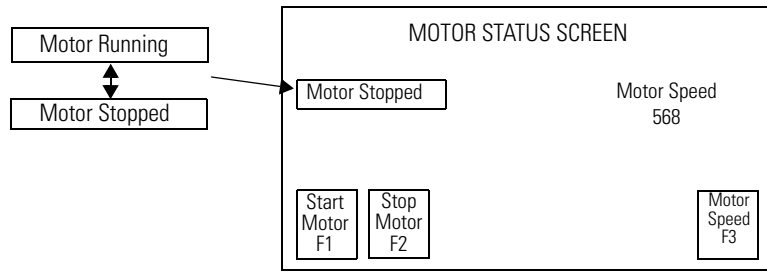 MOTOR STATUS SCREEN
Motor Running
Motor Stopped
Motor Stopped
Motor Speed
568
Start
Motor
F1
Stop
Motor
F2
Motor
Speed
F3